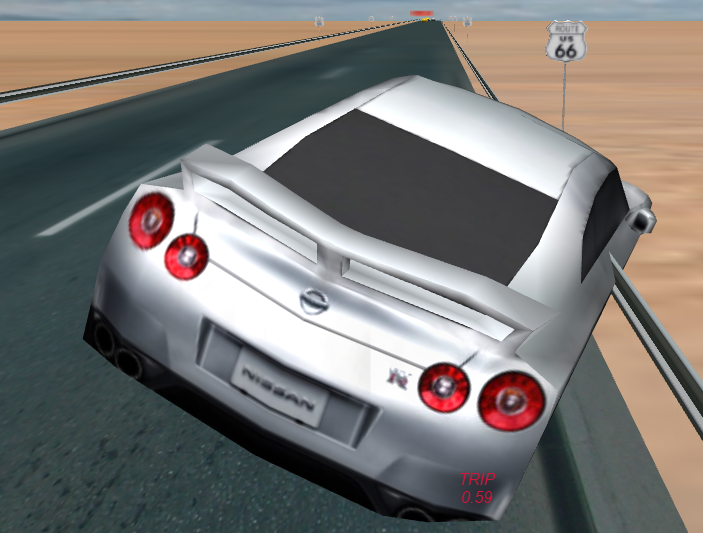 ROUTE
US
66
NISSAN
R
TRIP
0.59